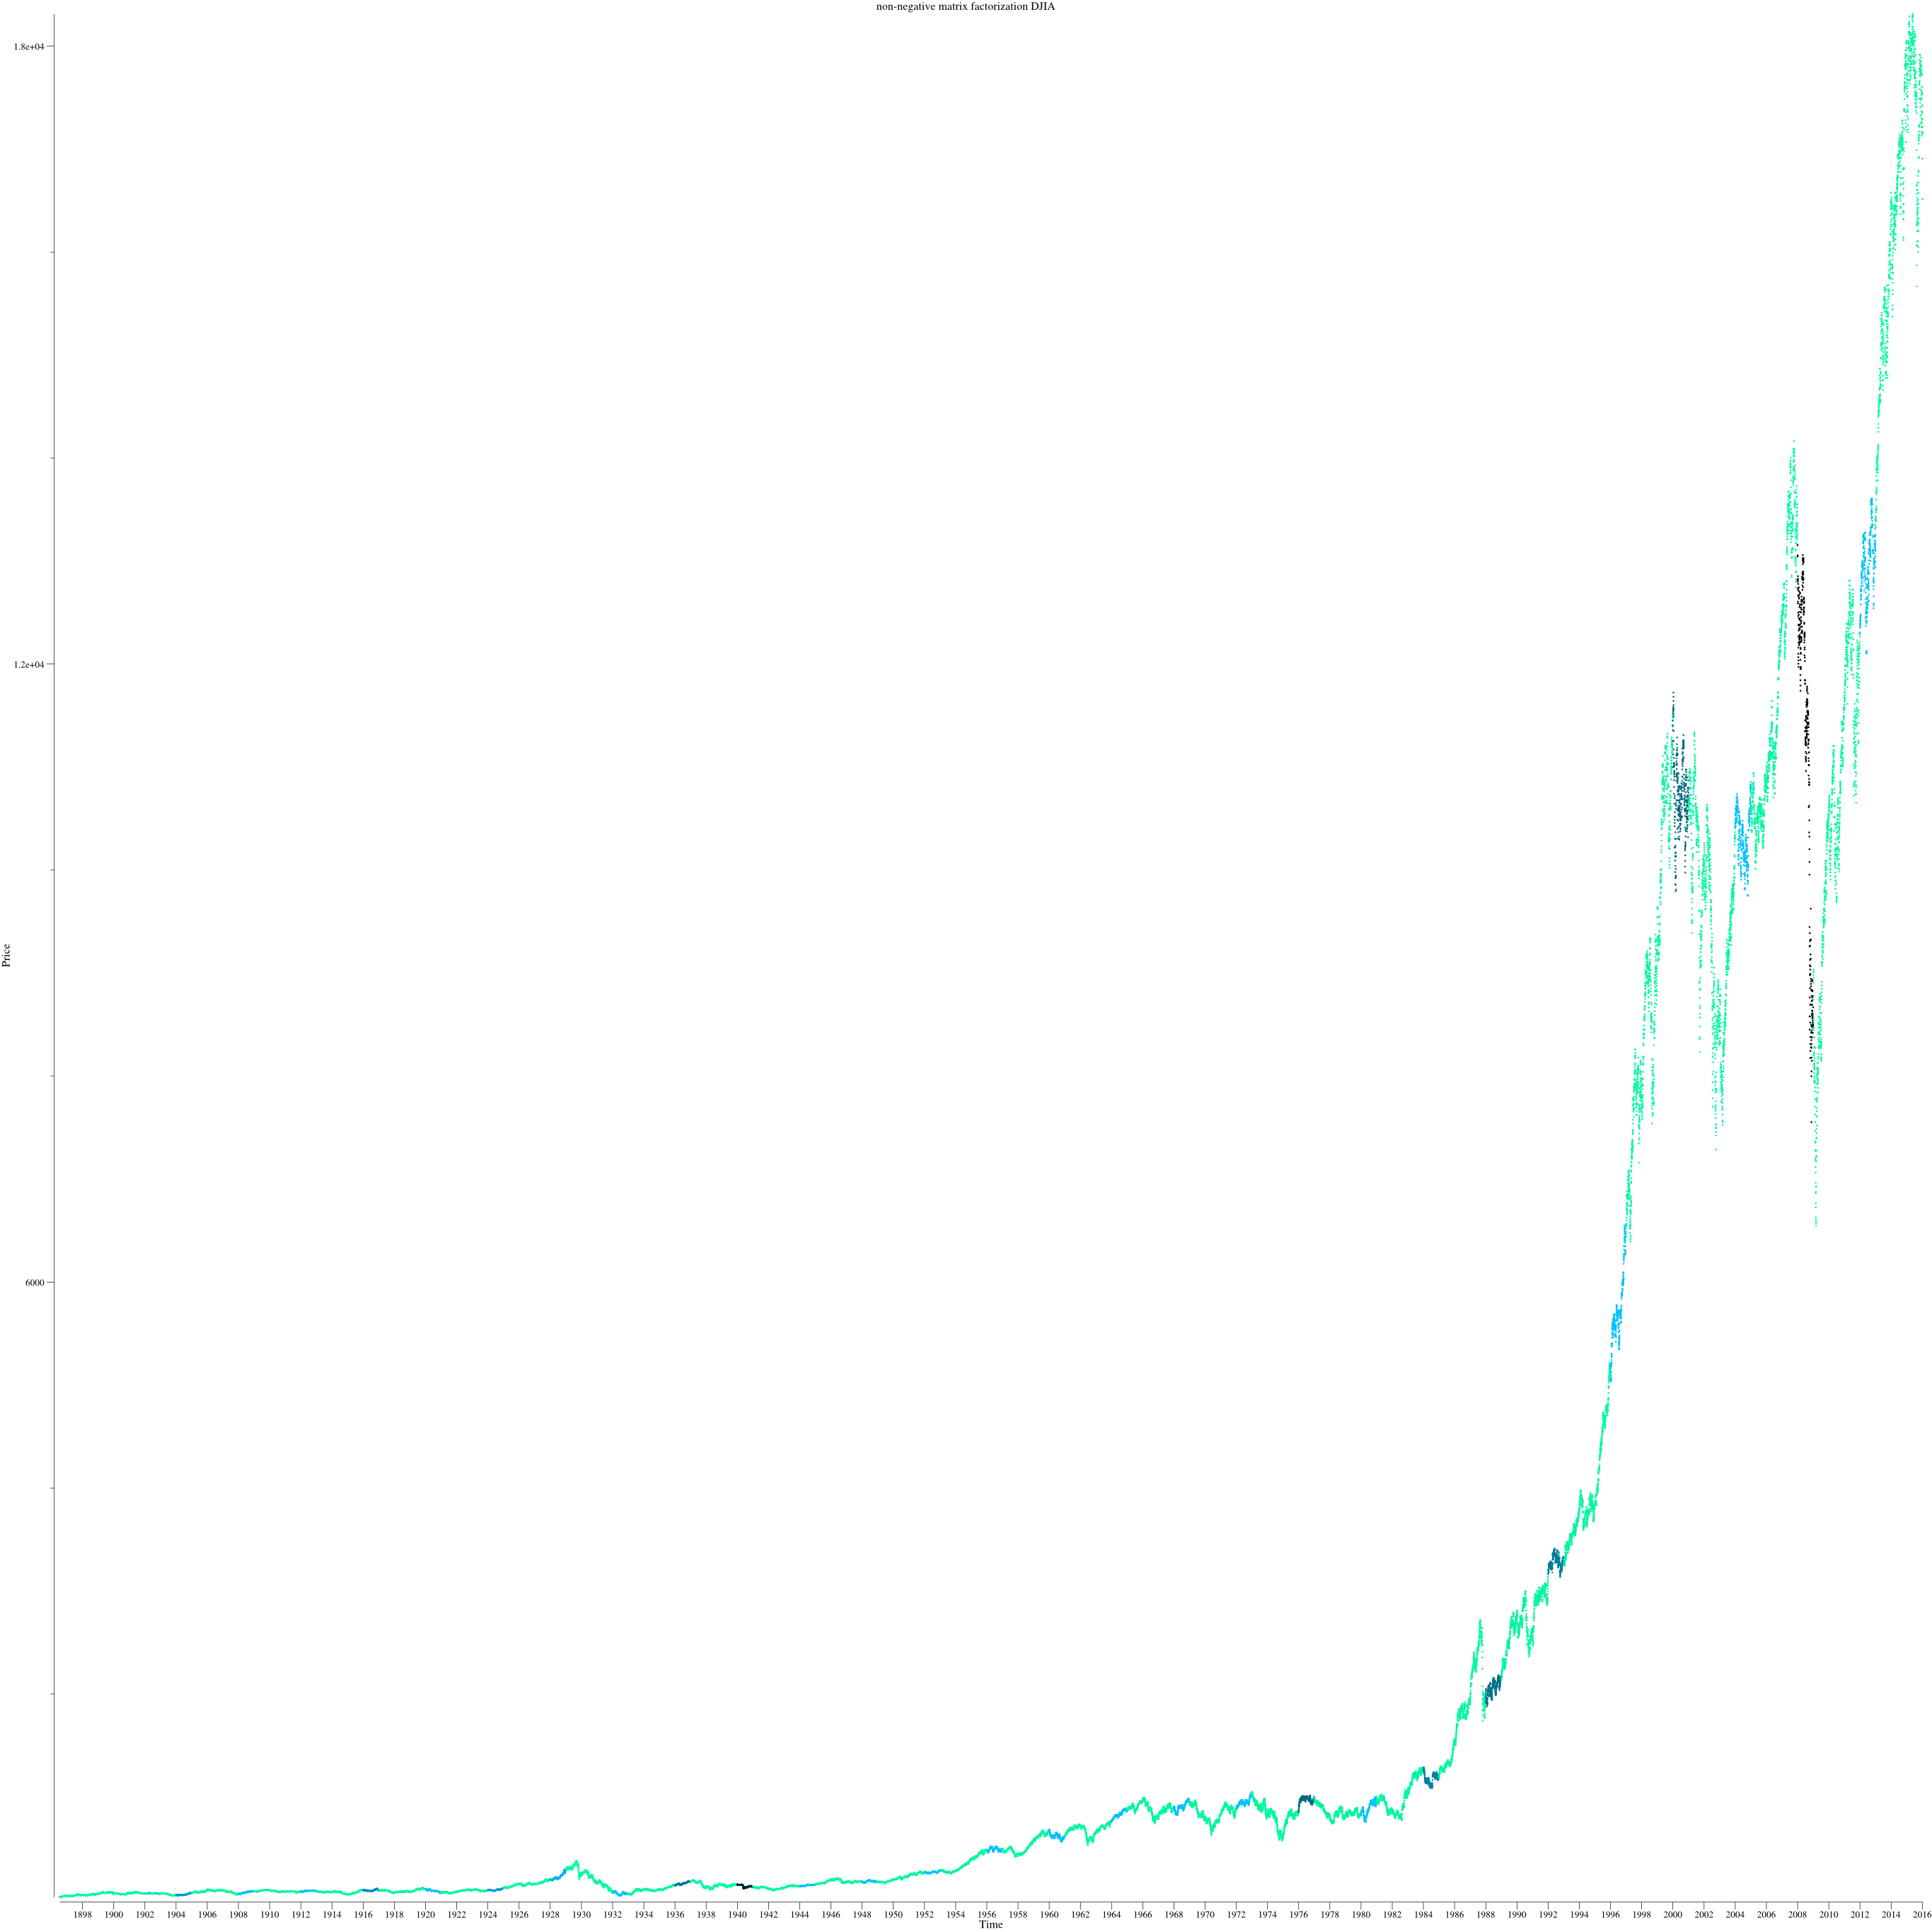 non-negative matrix factorization DJIA
1.8e+04
1.2e+04
Price
6000
1898 1900 1902 1904 1906 1908 1910 1912 1914 1916 1918 1920 1922 1924 1926 1928 1930 1932 1934 1936 1938 1940 1942 1944 1946 1948 1950 1952 1954 1956 1958 1960 1962 1964 1966 1968 1970 1972 1974 1976 1978 1980 1982 1984 1986 1988 1990 1992 1994 1996 1998 2000 2002 2004 2006 2008 2010 2012 2014 2016
Time